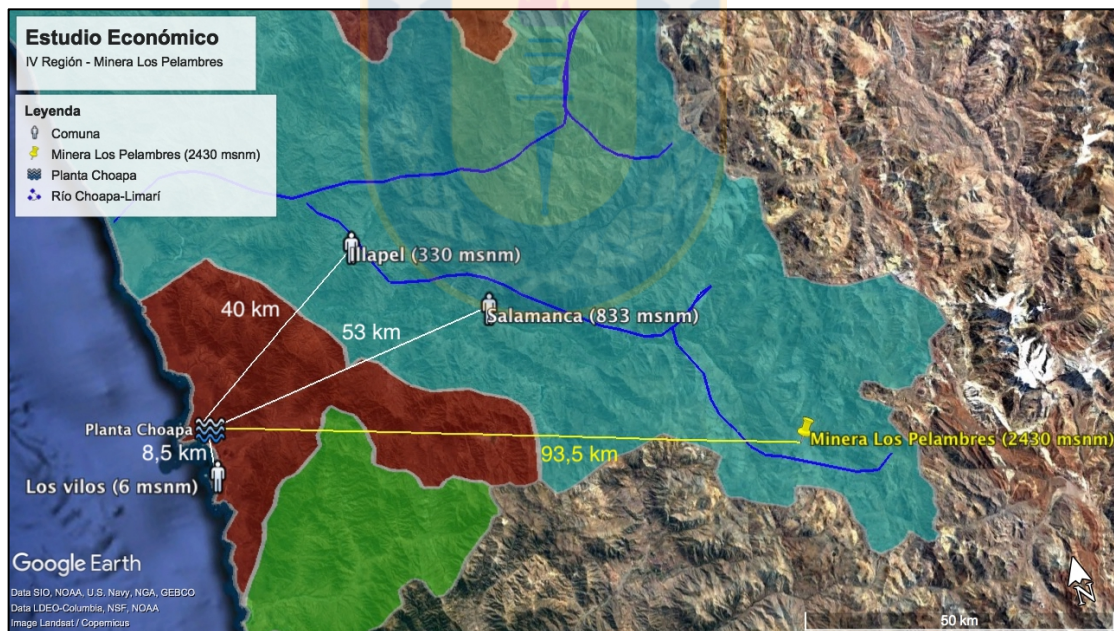 Estudio Económico
IV Región - Minera Los Pelambres
Leyenda
Comuna
Minera Los Pelambres (2430 msnm)
Planta Choapa
Río Choapa-Limarí
Illapel (330 msnm)
40 km
Salamanca (833 msnm)
53 km
Planta Choapa
8,5 km
93,5 km
Minera Los Pelambres (2430 msnm)
Los vilos (6 msnm)
Google Earth
Data SIO, NOAA, U.S. Navy, NGA, GEBCO
Data LDEO-Columbia, NSF, NOAA
Image Landsat / Copernicus
N
50 km